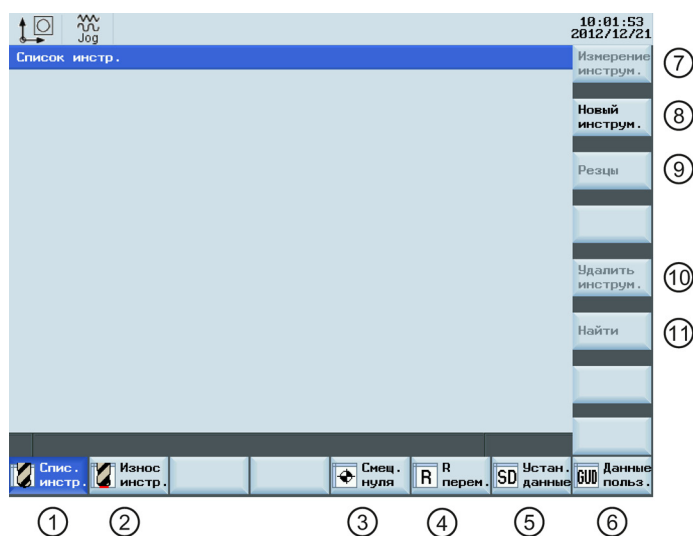 Jog
10:01:53
2012/12/21
Список инстр.
Измерение
инструм.
7
Новый
инструм.
8
Резцы
9
Удалить
инструм.
10
Найти
11
Спис.
инстр.
Износ
инстр.
Смещ.
нуля
R
R
перем.
SD
Устан.
данные
GUD
Данные
польз.
1
2
3
4
5
6